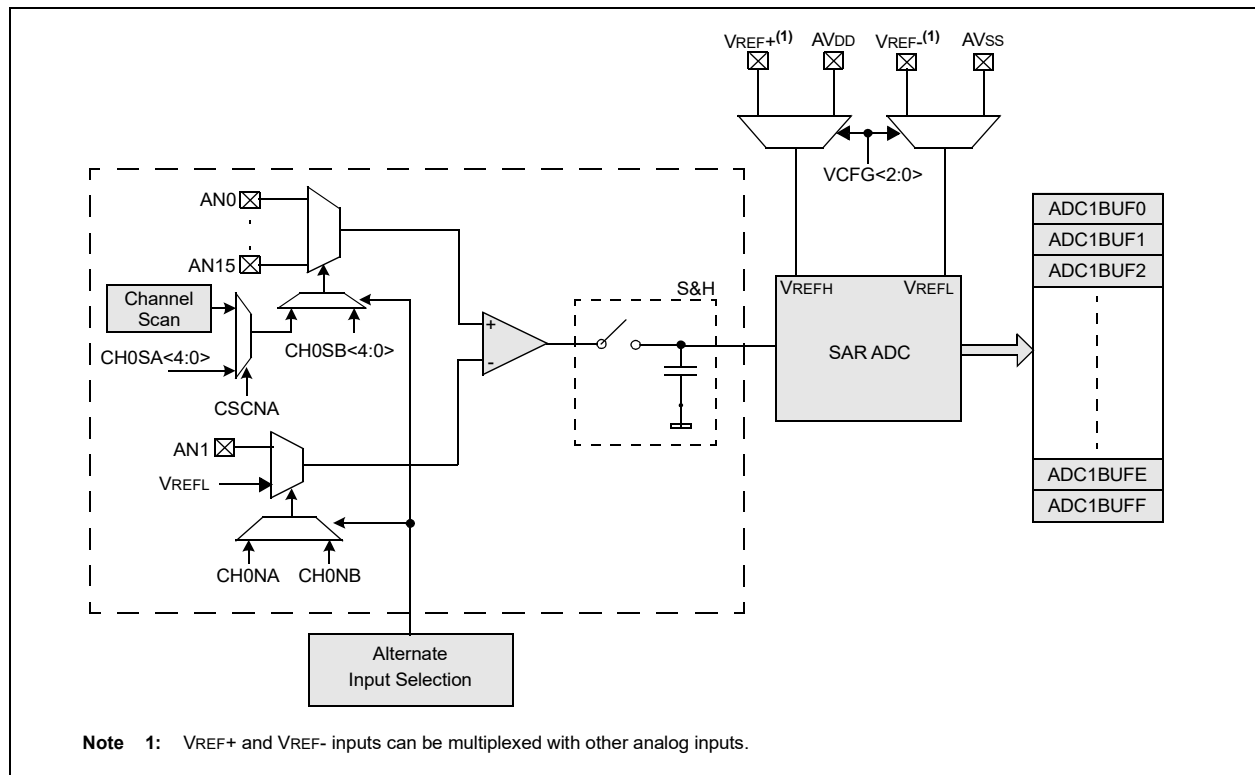 VREF+(1)
AVDD
VREF-(1)
AVSS
VCFG<2:0>
AN0
AN15
Channel
Scan
CH0SA<4:0>
CH0SB<4:0>
CSCNA
AN1
VREFL
CH0NA
CH0NB
+
-
S&H
VREFH
VREFL
SAR ADC
ADC1BUF0
ADC1BUF1
ADC1BUF2
ADC1BUFE
ADC1BUFF
Alternate
Input Selection
Note 1: VREF+ and VREF- inputs can be multiplexed with other analog inputs.